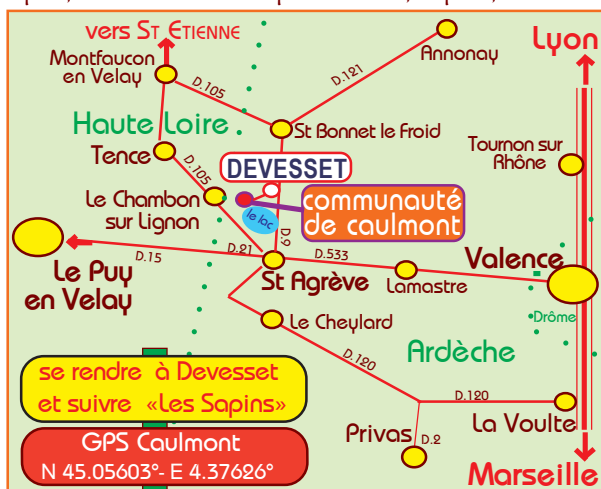 vers St Etienne
Lyon
Montfaucon
en Velay
Annonay
D.121
D.105
Haute Loire
St Bonnet le Froid
Tournon sur
Rhône
Tence
D.105
DEVESSET
Le Chambon
sur Lignon
le lac
communauté
de caulmont
D.9
D.15
D.21
D.533
Valence
Le Puy
en Velay
St Agrève
Lamastre
Drôme
Le Cheylard
Ardèche
D.120
se rendre à Devesset
et suivre «Les Sapins»
D.120
La Voulte
GPS Caulmont
N 45.05603°- E 4.37626°
Privas
D.2
Marseille